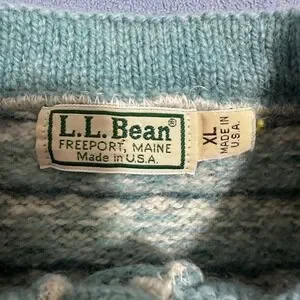 L.L.Bean®
FREEPORT, MAINE
Made in U.S.A.
XL
MADE IN
U.S.A.